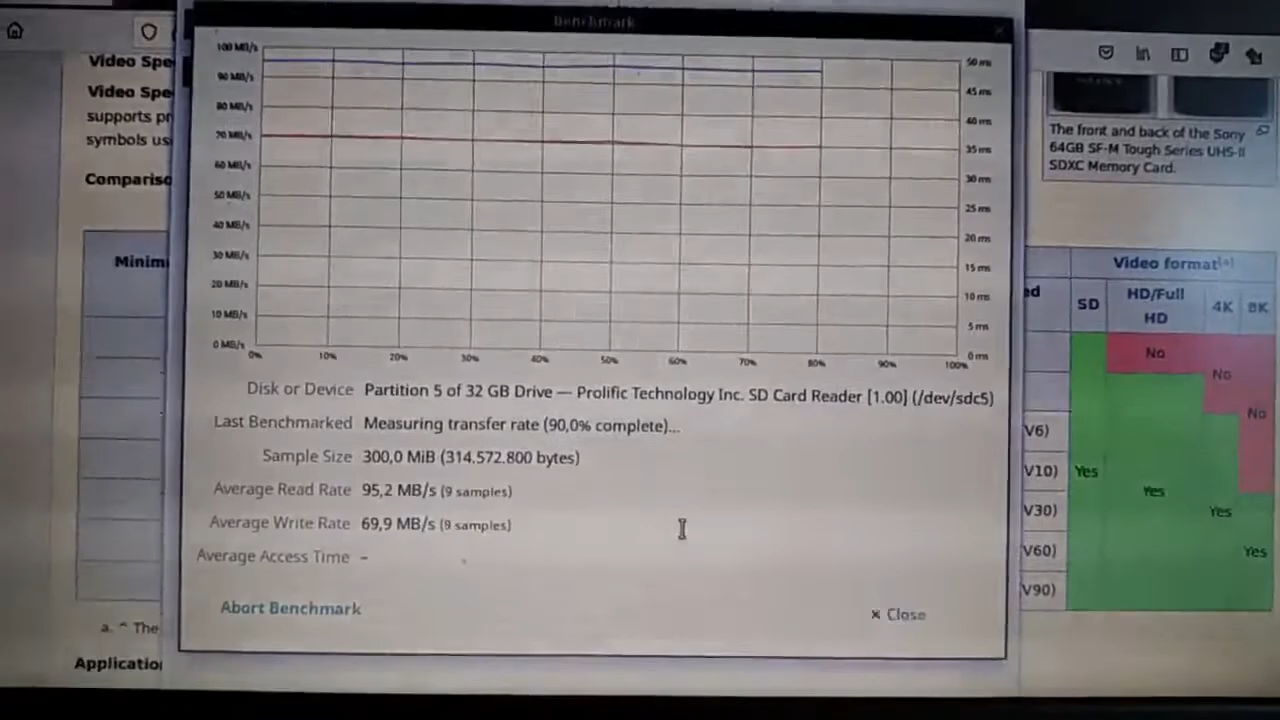 Benchmark
100 MB/s
90 MB/s
80 MB/s
70 MB/s
60 MB/s
50 MB/s
40 MB/s
30 MB/s
20 MB/s
10 MB/s
0 MB/s
50 ms
45 ms
40 ms
35 ms
30 ms
25 ms
20 ms
15 ms
10 ms
5 ms
0 ms
0% 10% 20% 30% 40% 50% 60% 70% 80% 90% 100%
Disk or Device Partition 5 of 32 GB Drive — Prolific Technology Inc. SD Card Reader [1.00] (/dev/sdc5)
Last Benchmarked Measuring transfer rate (90,0% complete)...
Sample Size 300,0 MiB (314.572.800 bytes)
Average Read Rate 95,2 MB/s (9 samples)
Average Write Rate 69,9 MB/s (9 samples)
Average Access Time –
Abort Benchmark
Close
Video Spe
Video Spe
supports pr
symbols us
Comparisc
Minim
a. ^ The
Applicatio
The front and back of the Sony
64GB SF-M Tough Series UHS-II
SDXC Memory Card.
Video format[a]
ed SD HD/Full
HD 4K 8K
No
No
No
V6)
V10) Yes
Yes
V30) Yes
V60) Yes
V90)